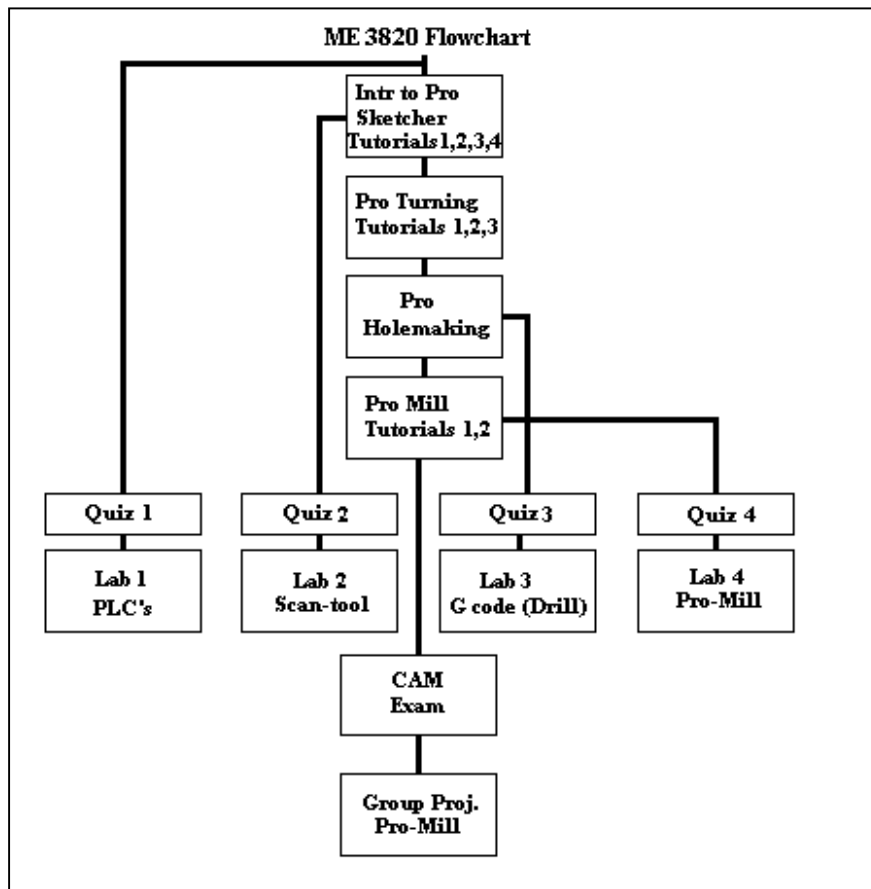 ME 3820 Flowchart
Intr to Pro
Sketcher
Tutorials1,2,3,4
Pro Turning
Tutorials 1,2,3
Pro
Holemaking
Pro Mill
Tutorials 1,2
Quiz 1
Quiz 2
Quiz 3
Quiz 4
Lab 1
PLC's
Lab 2
Scan-tool
Lab 3
G code (Drill)
Lab 4
Pro-Mill
CAM
Exam
Group Proj.
Pro-Mill